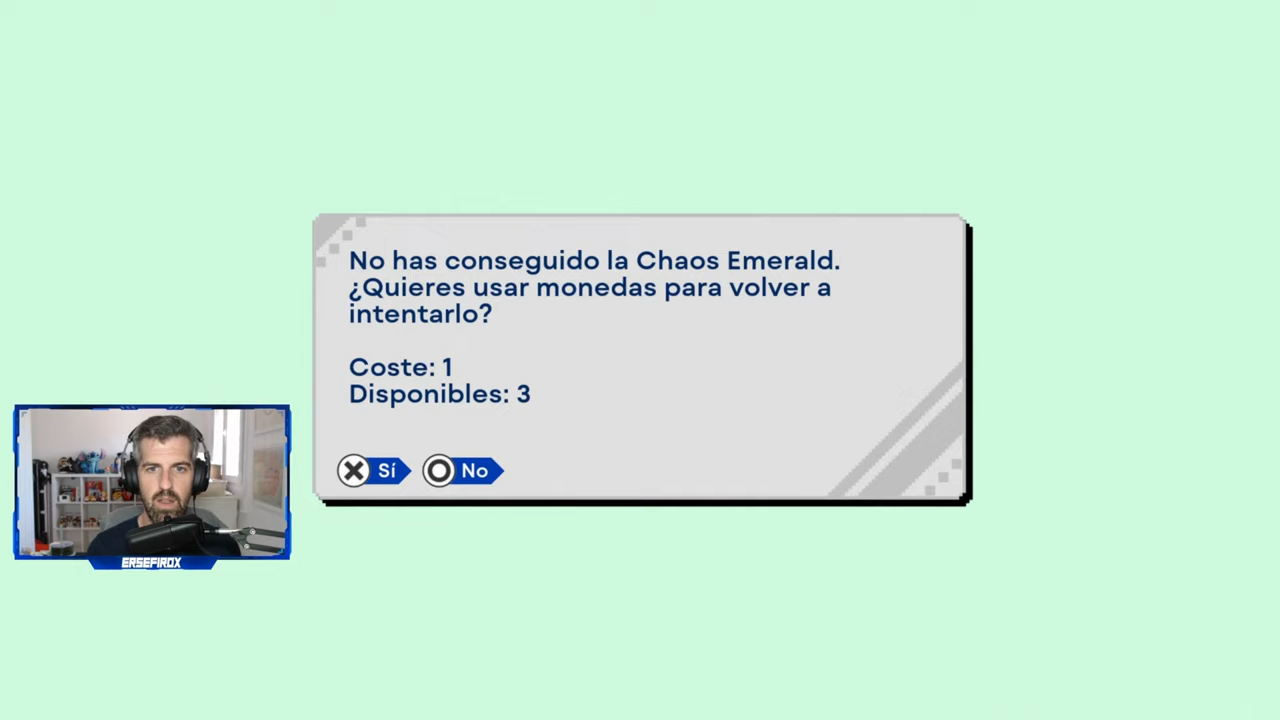 No has conseguido la Chaos Emerald.
¿Quieres usar monedas para volver a
intentarlo?
Coste: 1
Disponibles: 3
Sí No
ERSEFIROX